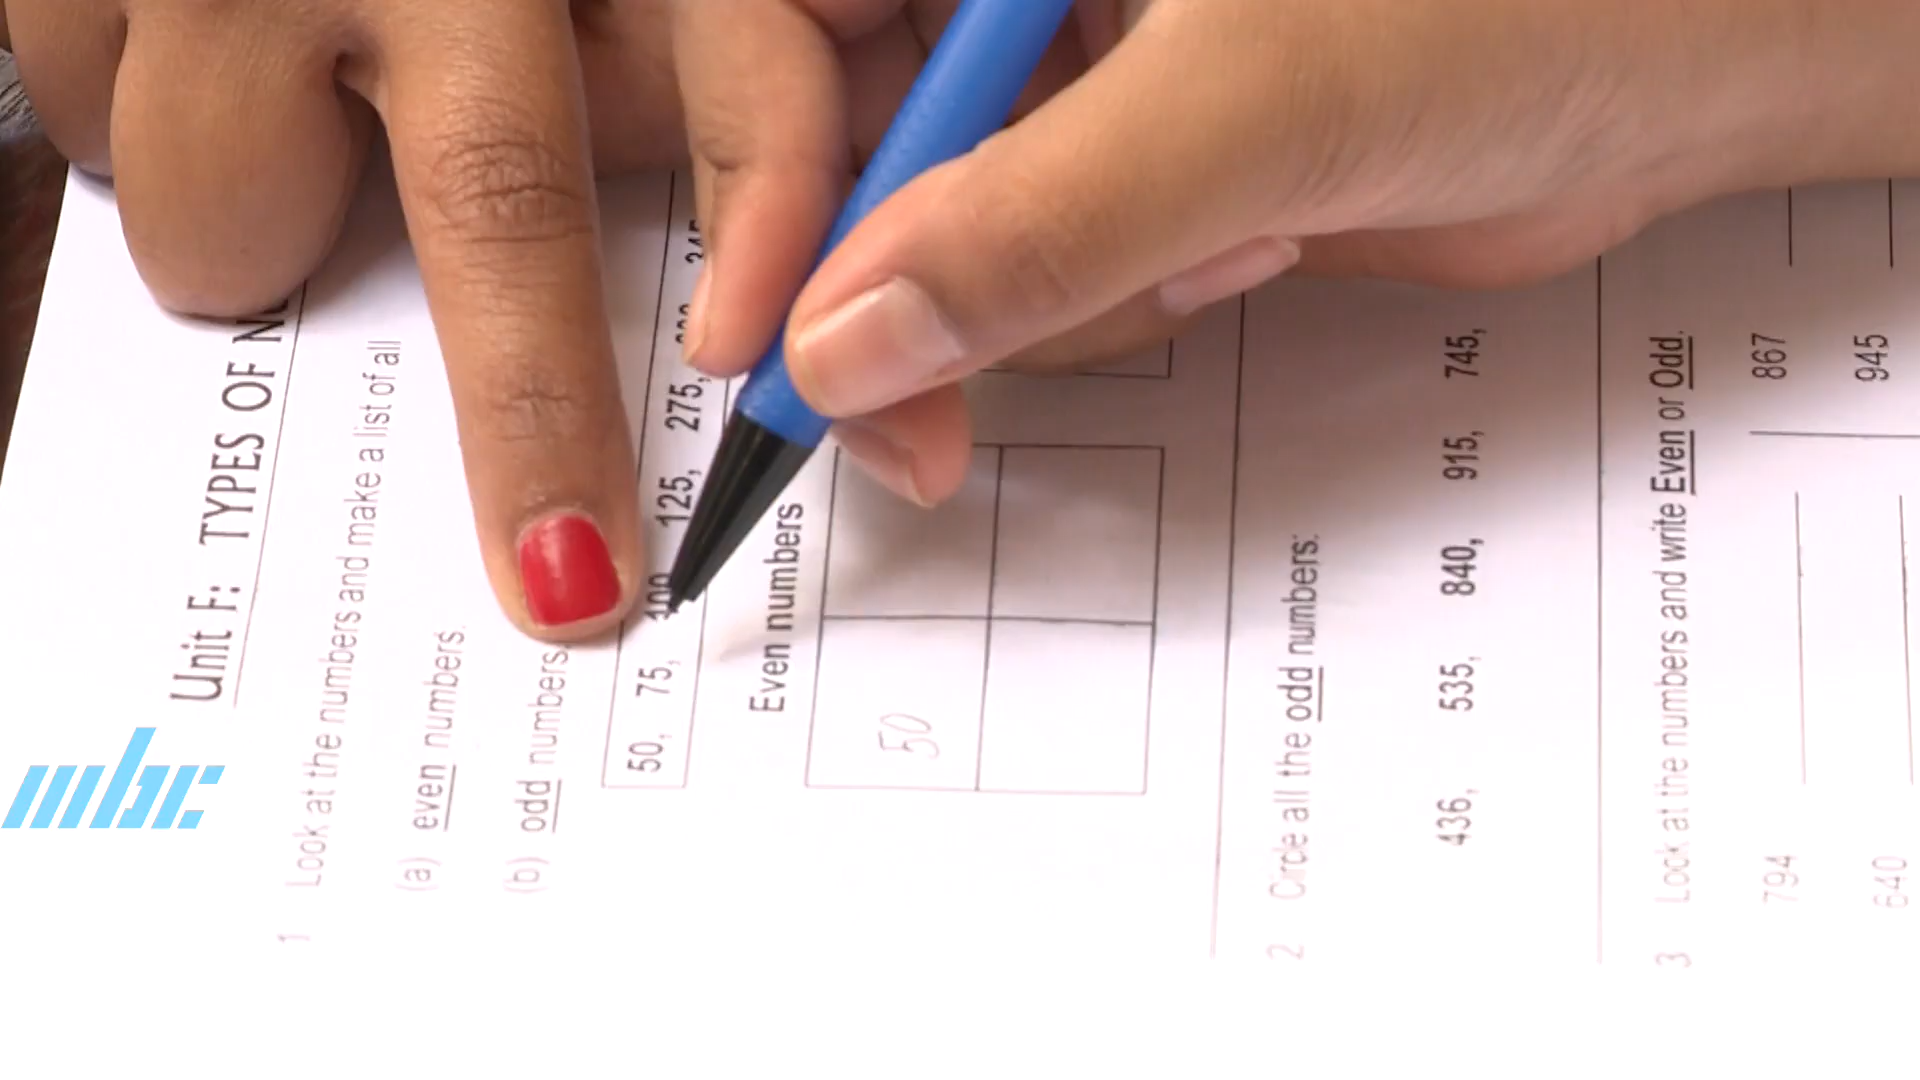 Unit F: TYPES OF
1 Look at the numbers and make a list of all
(a) even numbers.
(b) odd numbers.
50, 75, 100 125, 275,
Even numbers
50
2 Circle all the odd numbers:
436, 535, 840, 915, 745,
3 Look at the numbers and write Even or Odd.
794 867
640 945
mbc